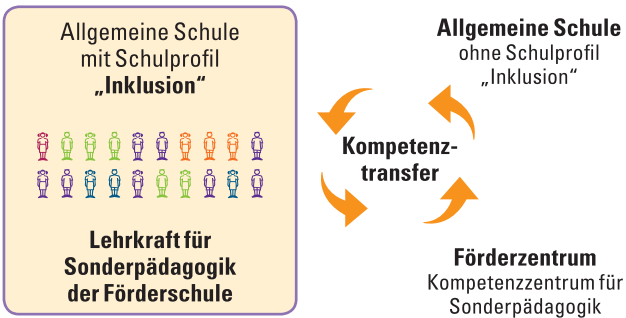 Allgemeine Schule
mit Schulprofil
„Inklusion“
Lehrkraft für
Sonderpädagogik
der Förderschule
Kompetenz-
transfer
Allgemeine Schule
ohne Schulprofil
„Inklusion“
Förderzentrum
Kompetenzzentrum für
Sonderpädagogik